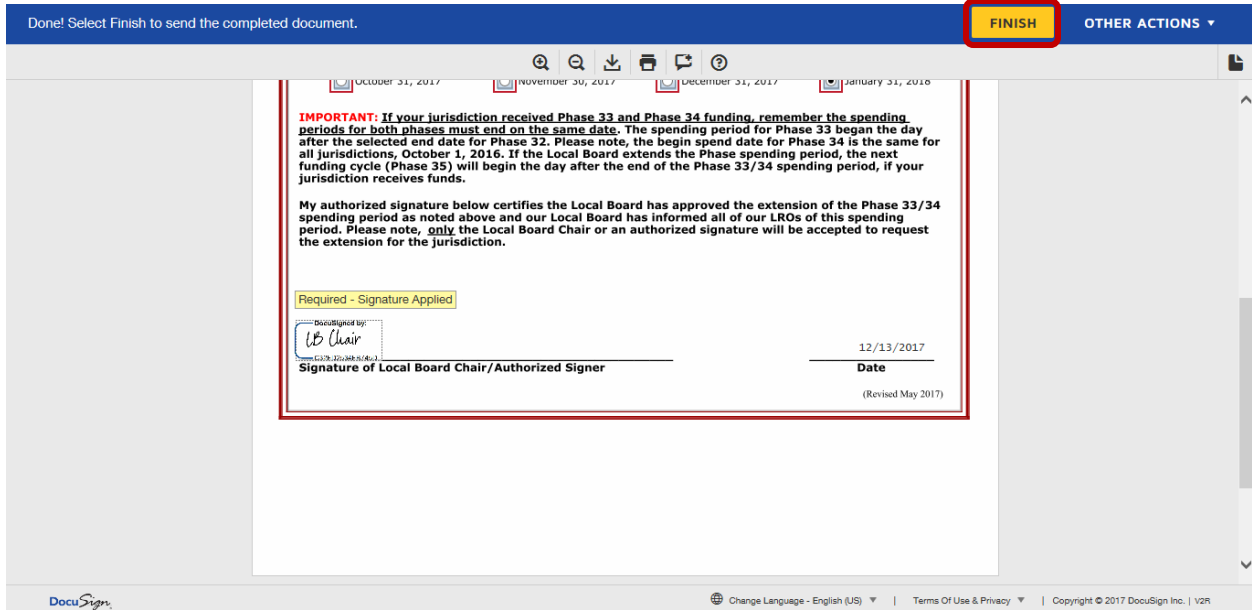 Done! Select Finish to send the completed document.
FINISH
OTHER ACTIONS
October 31, 2017 November 30, 2017 December 31, 2017 January 31, 2018
IMPORTANT: If your jurisdiction received Phase 33 and Phase 34 funding, remember the spending
periods for both phases must end on the same date. The spending period for Phase 33 began the day
after the selected end date for Phase 32. Please note, the begin spend date for Phase 34 is the same for
all jurisdictions, October 1, 2016. If the Local Board extends the Phase spending period, the next
funding cycle (Phase 35) will begin the day after the end of the Phase 33/34 spending period, if your
jurisdiction receives funds.
My authorized signature below certifies the Local Board has approved the extension of the Phase 33/34
spending period as noted above and our Local Board has informed all of our LROs of this spending
period. Please note, only the Local Board Chair or an authorized signature will be accepted to request
the extension for the jurisdiction.
Required - Signature Applied
DocuSigned by:
LB Chair
12/13/2017
Signature of Local Board Chair/Authorized Signer
Date
(Revised May 2017)
DocuSign
Change Language - English (US) | Terms Of Use & Privacy | Copyright © 2017 DocuSign Inc. | V2R